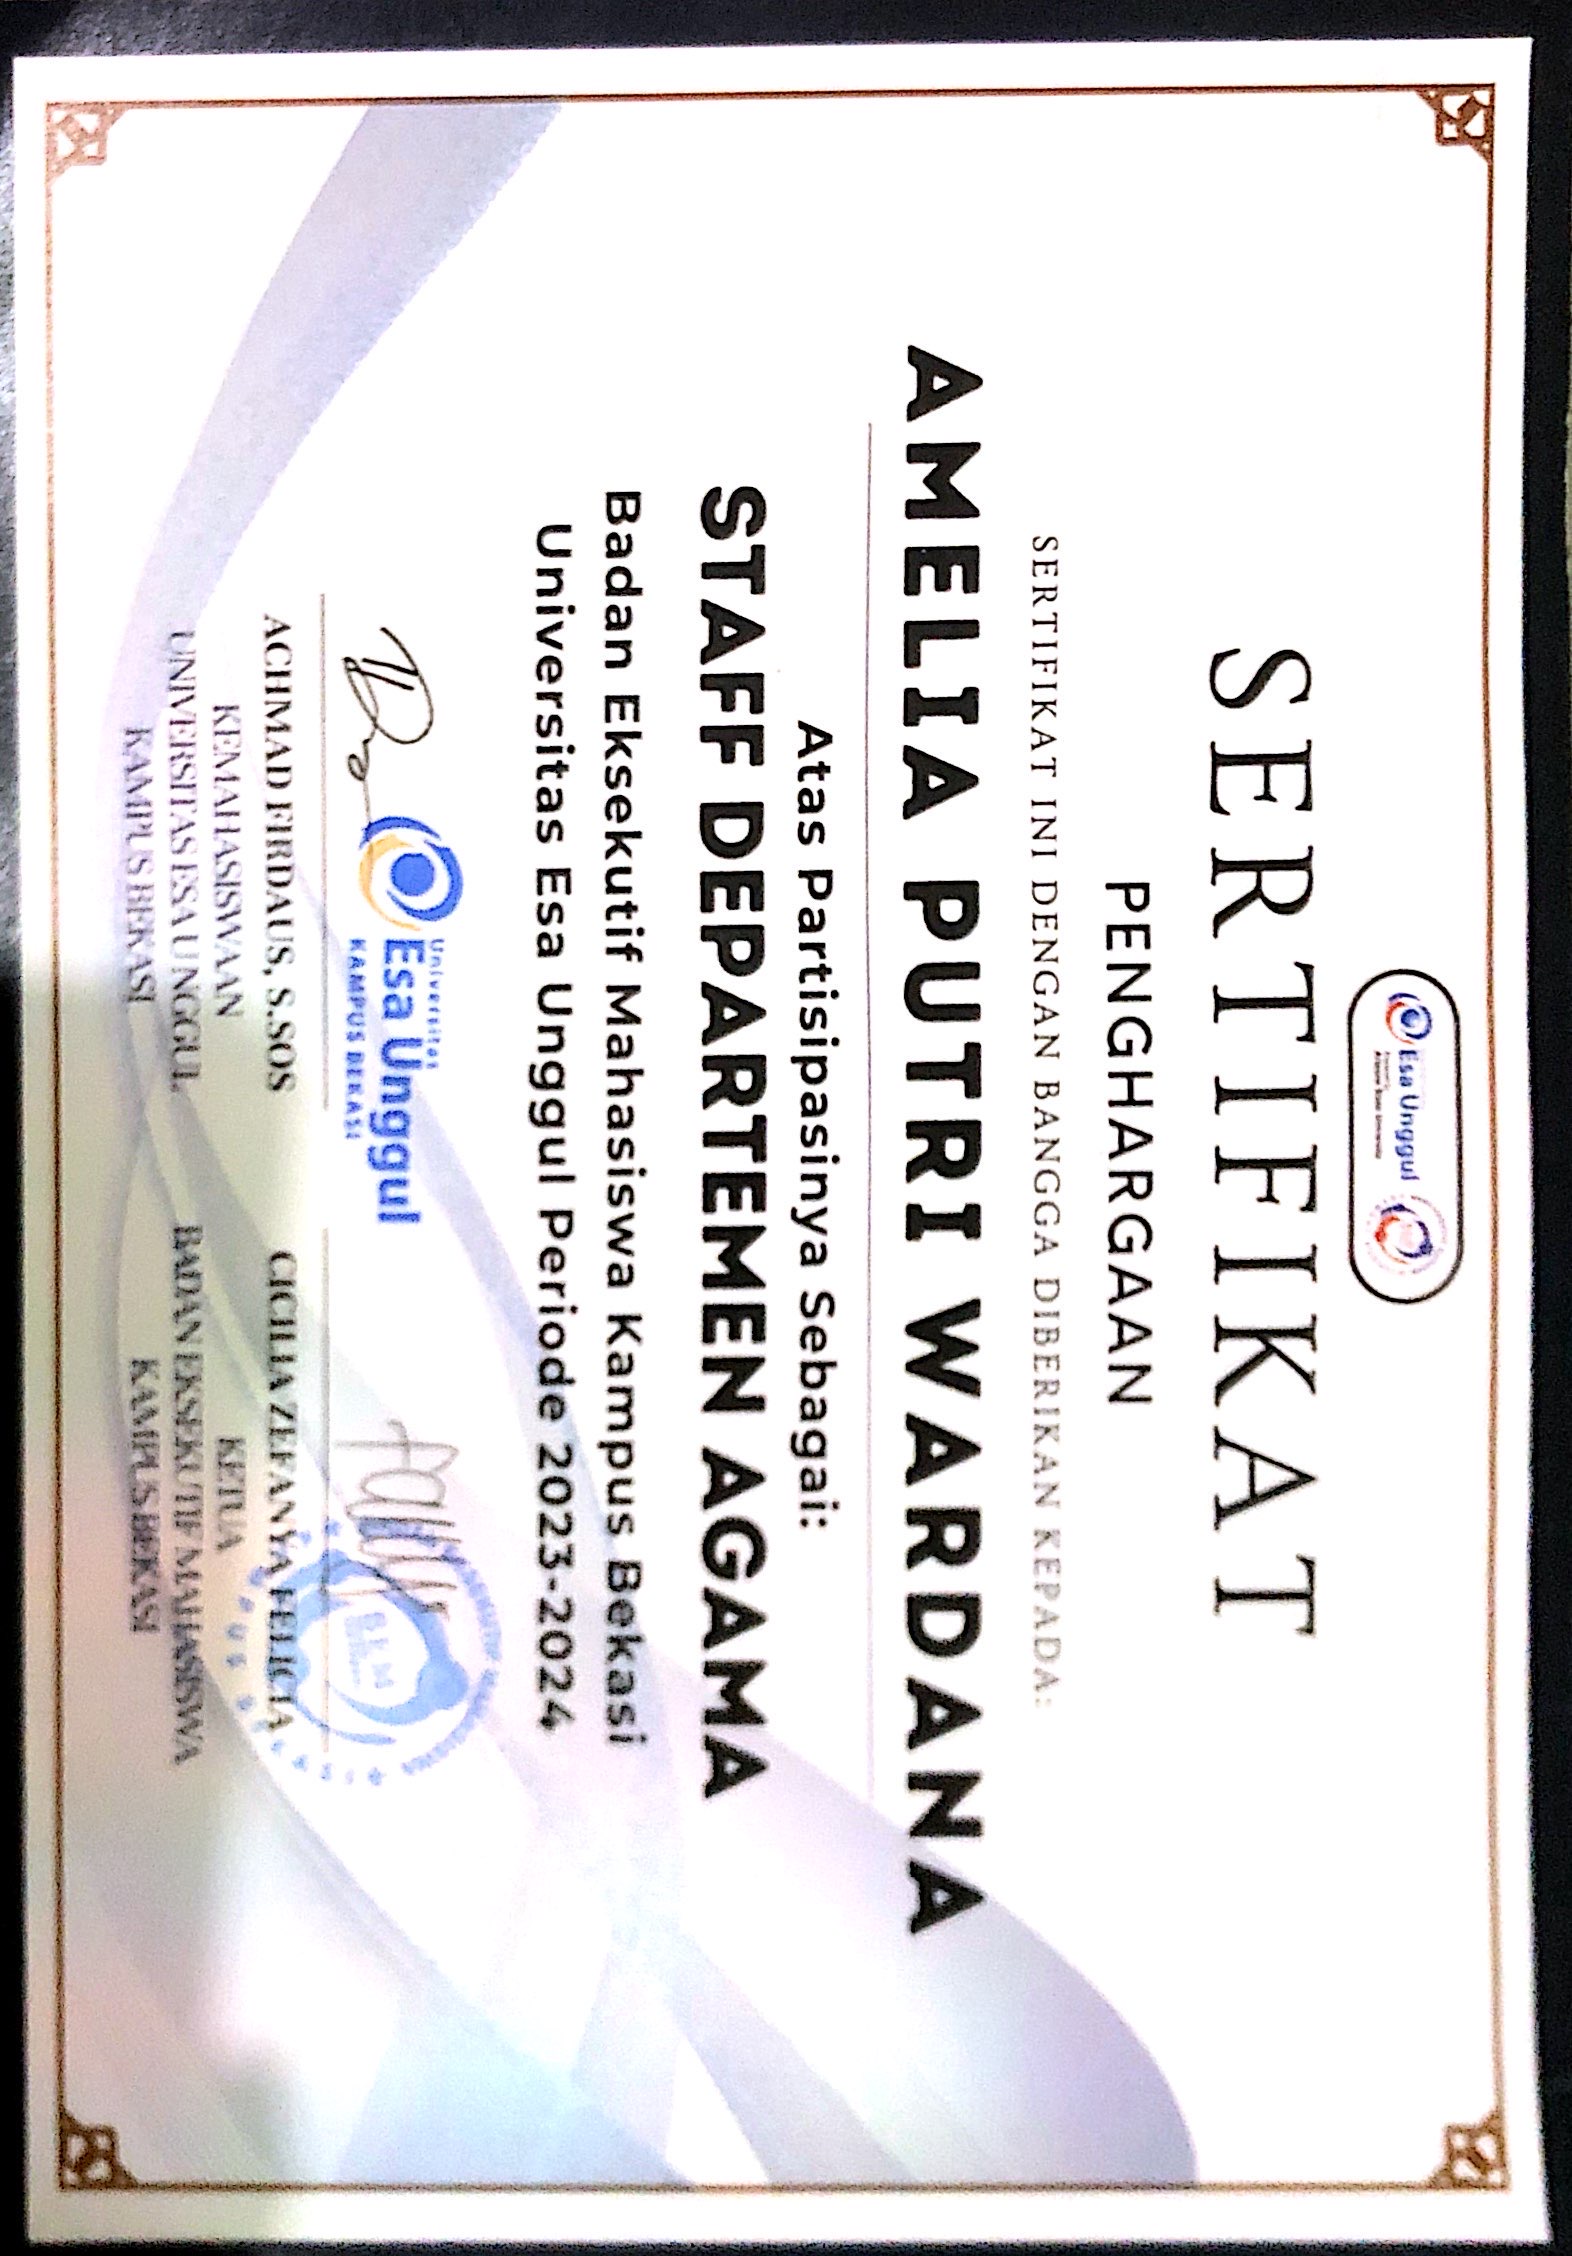 Esa Unggul
SERTIFIKAT
PENGHARGAAN
SERTIFIKAT INI DENGAN BANGGA DIBERIKAN KEPADA:
AMELIA PUTRI WARDANA
Atas Partisipasinya Sebagai:
STAFF DEPARTEMEN AGAMA
Badan Eksekutif Mahasiswa Kampus Bekasi
Universitas Esa Unggul Periode 2023-2024
Universitas
Esa Unggul
KAMPUS BEKASI
BEM
ACHMAD FIRDAUS, S.SOS
KEMAHASISWAAN
UNIVERSITAS ESA UNGGUL
KAMPUS BEKASI
CICILIA ZEFANYA FELICIA
KETUA
BADAN EKSEKUTIF MAHASISWA
KAMPUS BEKASI